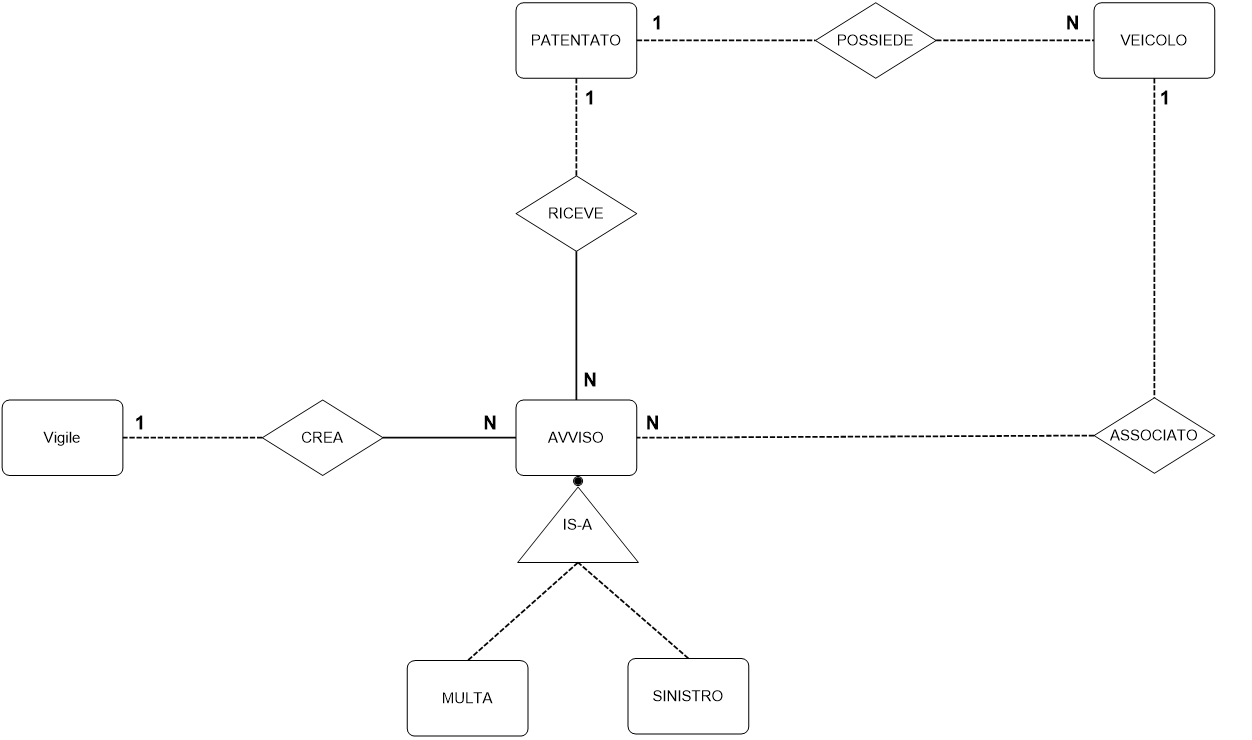 PATENTATO
1
POSSIEDE
N
VEICOLO
1
1
RICEVE
N
Vigile
1
CREA
N
AVVISO
N
ASSOCIATO
IS-A
MULTA
SINISTRO